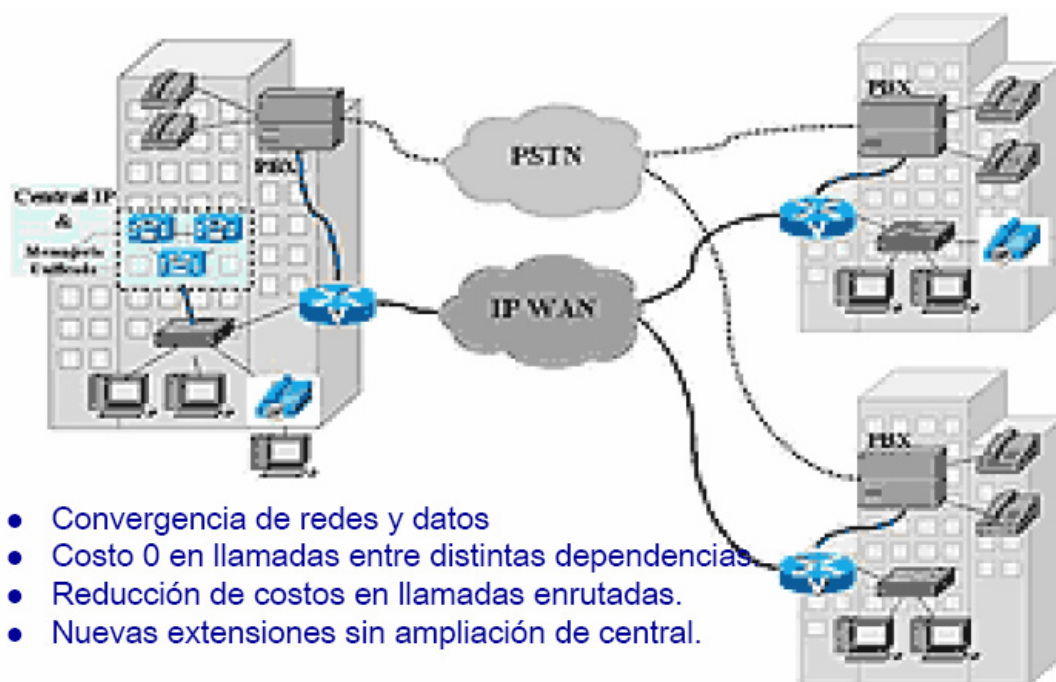 PBX
PSTN
PBX
Central IP
&
Mensajería
Unificada
IP WAN
PBX
● Convergencia de redes y datos
● Costo 0 en llamadas entre distintas dependencias
● Reducción de costos en llamadas enrutadas.
● Nuevas extensiones sin ampliación de central.